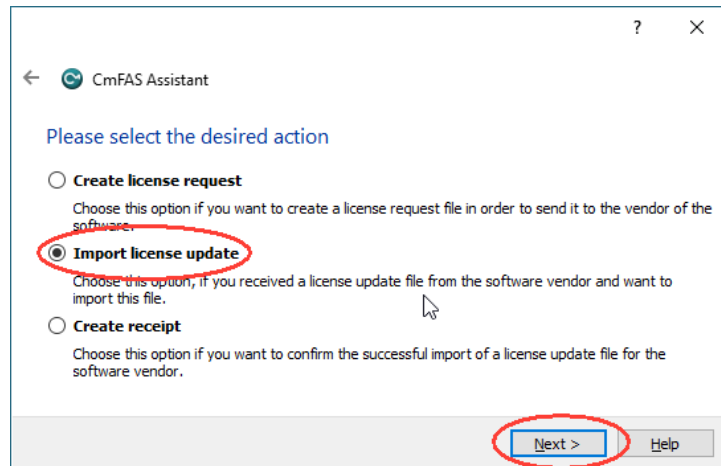 ?
CmFAS Assistant
Please select the desired action
Create license request
Choose this option if you want to create a license request file in order to send it to the vendor of the
software.
Import license update
Choose this option, if you received a license update file from the software vendor and want to
import this file.
Create receipt
Choose this option if you want to confirm the successful import of a license update file for the
software vendor.
Next > Help